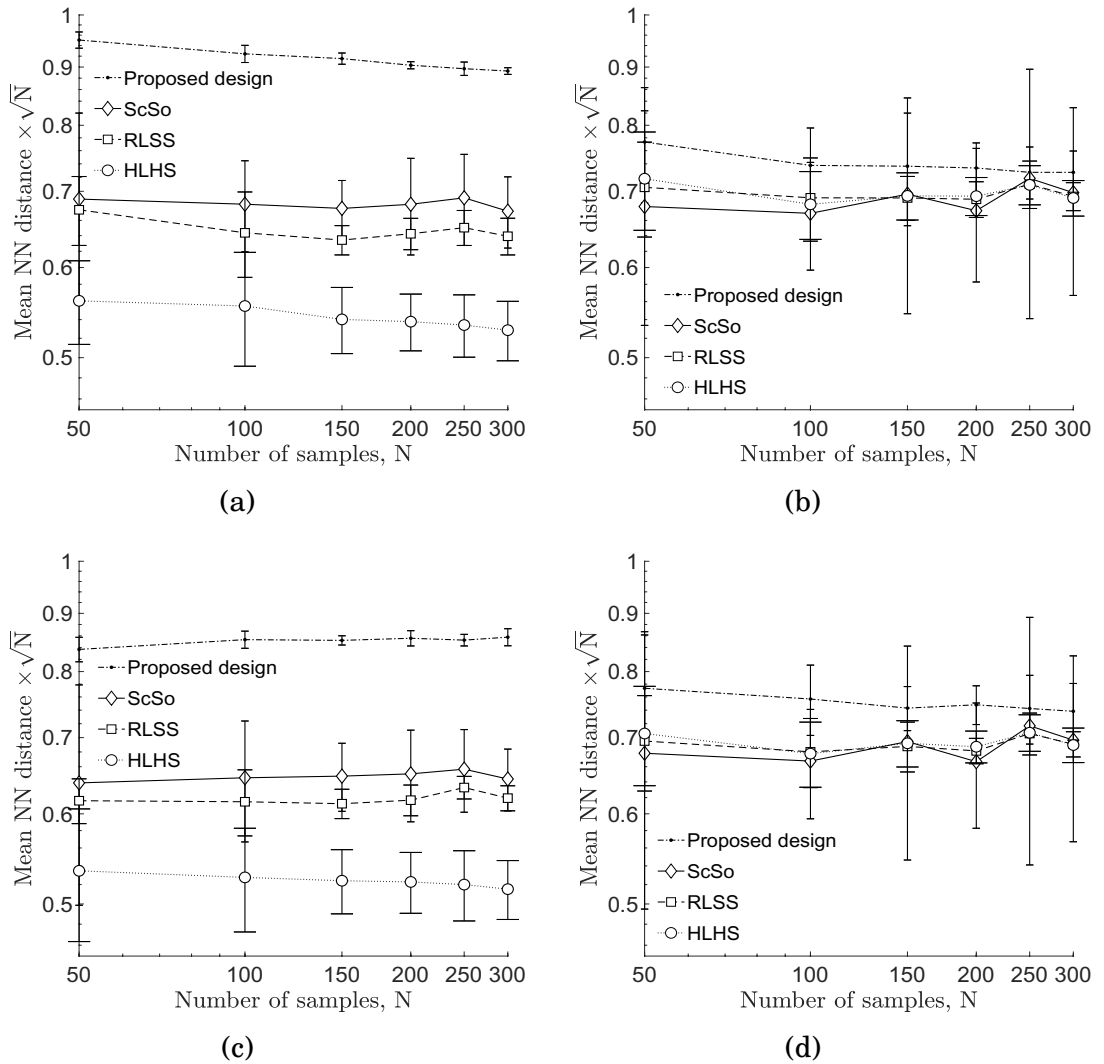 1
0.9
0.8
0.7
0.6
0.5
Mean NN distance ×√N
Proposed design
ScSo
RLSS
HLHS
50 100 150 200 250 300
Number of samples, N
(a)
1
0.9
0.8
0.7
0.6
0.5
Mean NN distance ×√N
Proposed design
ScSo
RLSS
HLHS
50 100 150 200 250 300
Number of samples, N
(b)
1
0.9
0.8
0.7
0.6
0.5
Mean NN distance ×√N
Proposed design
ScSo
RLSS
HLHS
50 100 150 200 250 300
Number of samples, N
(c)
1
0.9
0.8
0.7
0.6
0.5
Mean NN distance ×√N
Proposed design
ScSo
RLSS
HLHS
50 100 150 200 250 300
Number of samples, N
(d)